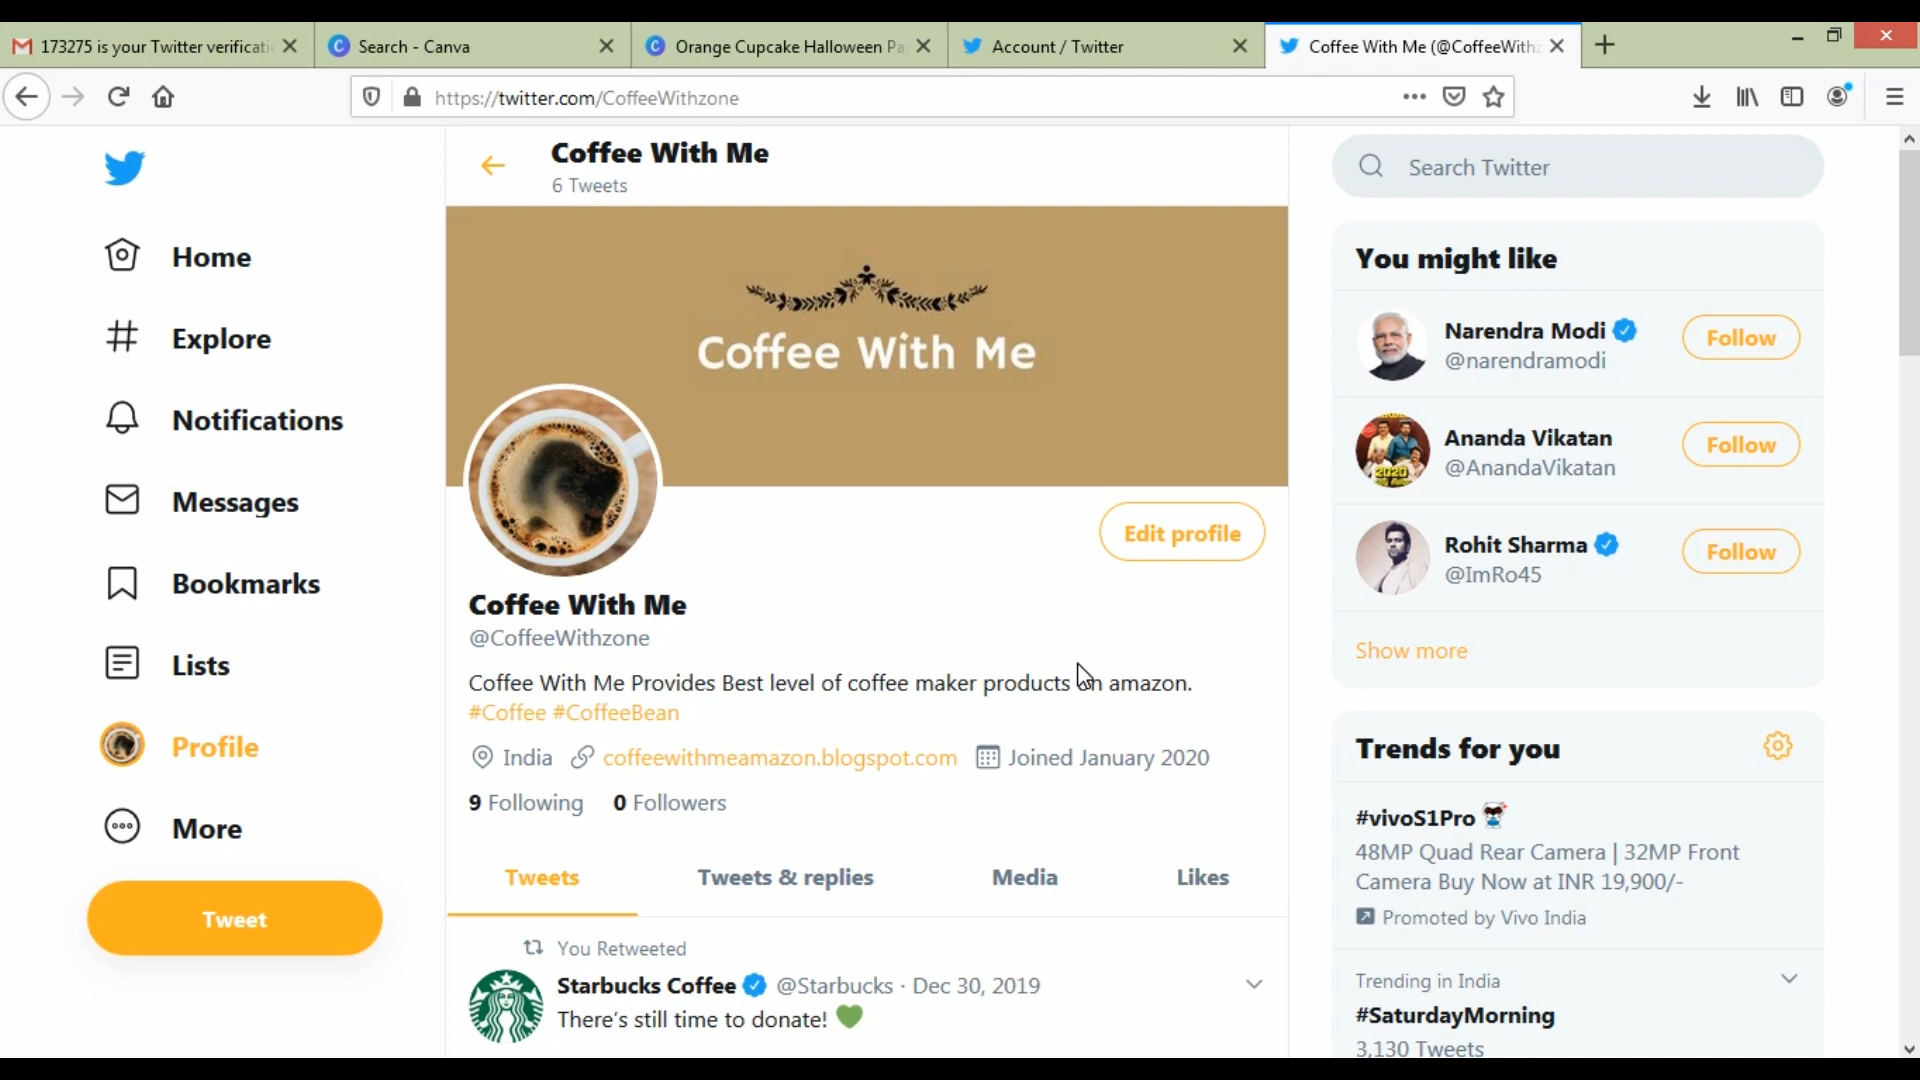 173275 is your Twitter verificati
Search - Canva
Orange Cupcake Halloween Pa
Account / Twitter
Coffee With Me (@CoffeeWithz
https://twitter.com/CoffeeWithzone
Home
Explore
Notifications
Messages
Bookmarks
Lists
Profile
More
Tweet
Coffee With Me
6 Tweets
Coffee With Me
Edit profile
Coffee With Me
@CoffeeWithzone
Coffee With Me Provides Best level of coffee maker products on amazon.
#Coffee #CoffeeBean
India coffeewithmeamazon.blogspot.com Joined January 2020
9 Following 0 Followers
Tweets Tweets & replies Media Likes
You Retweeted
Starbucks Coffee @Starbucks · Dec 30, 2019
There's still time to donate! 💚
Search Twitter
You might like
Narendra Modi
@narendramodi
Follow
2020
Ananda Vikatan
@AnandaVikatan
Follow
Rohit Sharma
@ImRo45
Follow
Show more
Trends for you
#vivoS1Pro
48MP Quad Rear Camera | 32MP Front
Camera Buy Now at INR 19,900/-
Promoted by Vivo India
Trending in India
#SaturdayMorning
3,130 Tweets